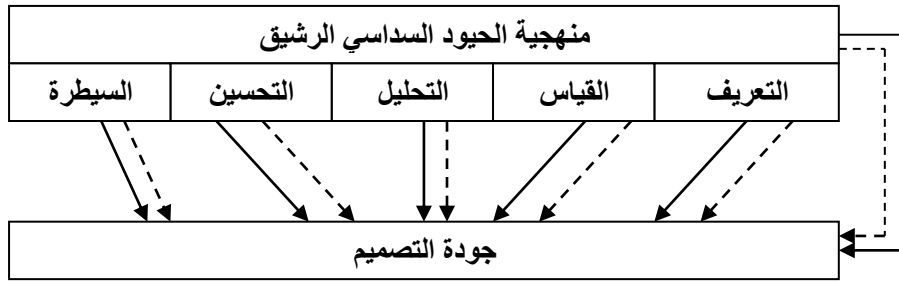 منهجية الحيود السداسي الرشيق
التعريف القياس التحليل التحسين السيطرة
جودة التصميم